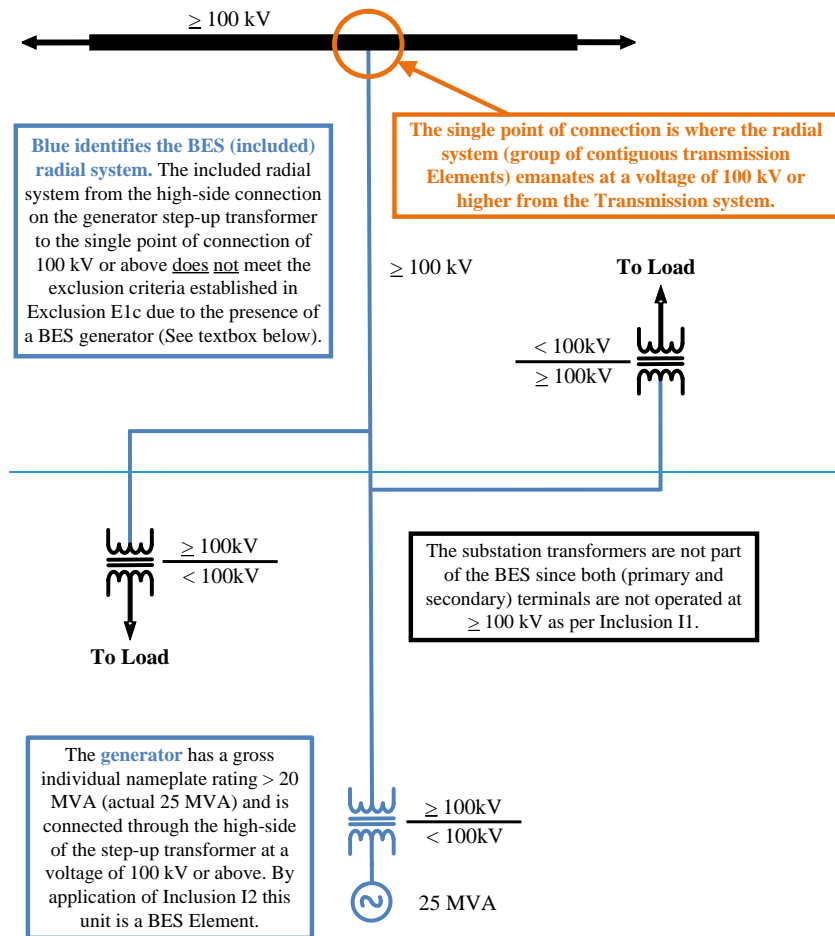 ≥ 100 kV
Blue identifies the BES (included)
radial system. The included radial
system from the high-side connection
on the generator step-up transformer
to the single point of connection of
100 kV or above does not meet the
exclusion criteria established in
Exclusion E1c due to the presence of
a BES generator (See textbox below).
The single point of connection is where the radial
system (group of contiguous transmission
Elements) emanates at a voltage of 100 kV or
higher from the Transmission system.
≥ 100 kV
To Load
< 100kV
≥ 100kV
≥ 100kV
< 100kV
To Load
The substation transformers are not part
of the BES since both (primary and
secondary) terminals are not operated at
≥ 100 kV as per Inclusion I1.
The generator has a gross
individual nameplate rating > 20
MVA (actual 25 MVA) and is
connected through the high-side
of the step-up transformer at a
voltage of 100 kV or above. By
application of Inclusion I2 this
unit is a BES Element.
≥ 100kV
< 100kV
25 MVA